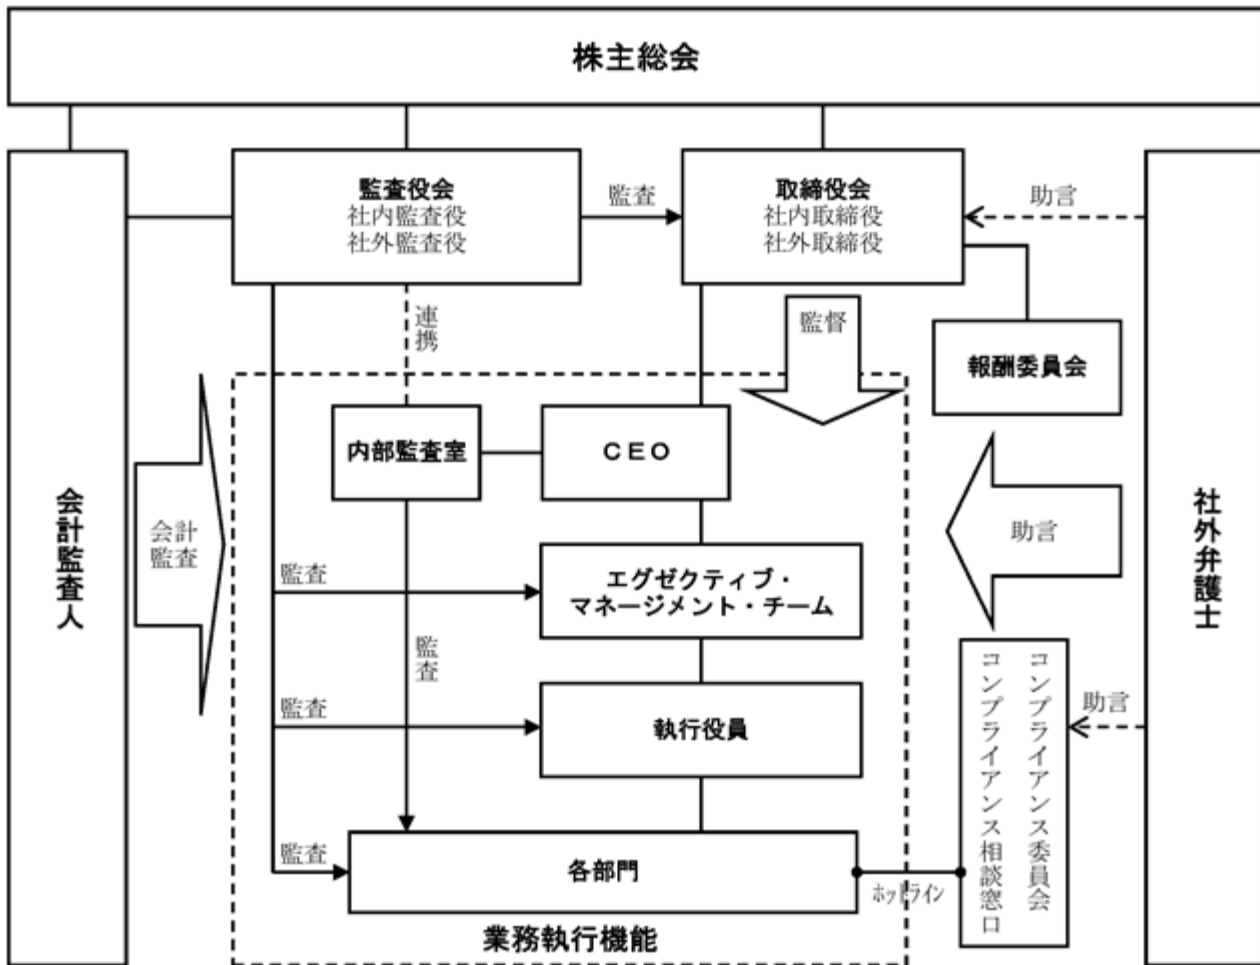 株主総会
監査役会
社内監査役
社外監査役
監査
取締役会
社内取締役
社外取締役
助言
連携
監督
報酬委員会
内部監査室
ＣＥＯ
会計監査人
会計
監査
助言
社外弁護士
監査
エグゼクティブ・
マネージメント・チーム
監査
監査
執行役員
コンプライアンス委員会
コンプライアンス相談窓口
助言
監査
各部門
ホットライン
業務執行機能